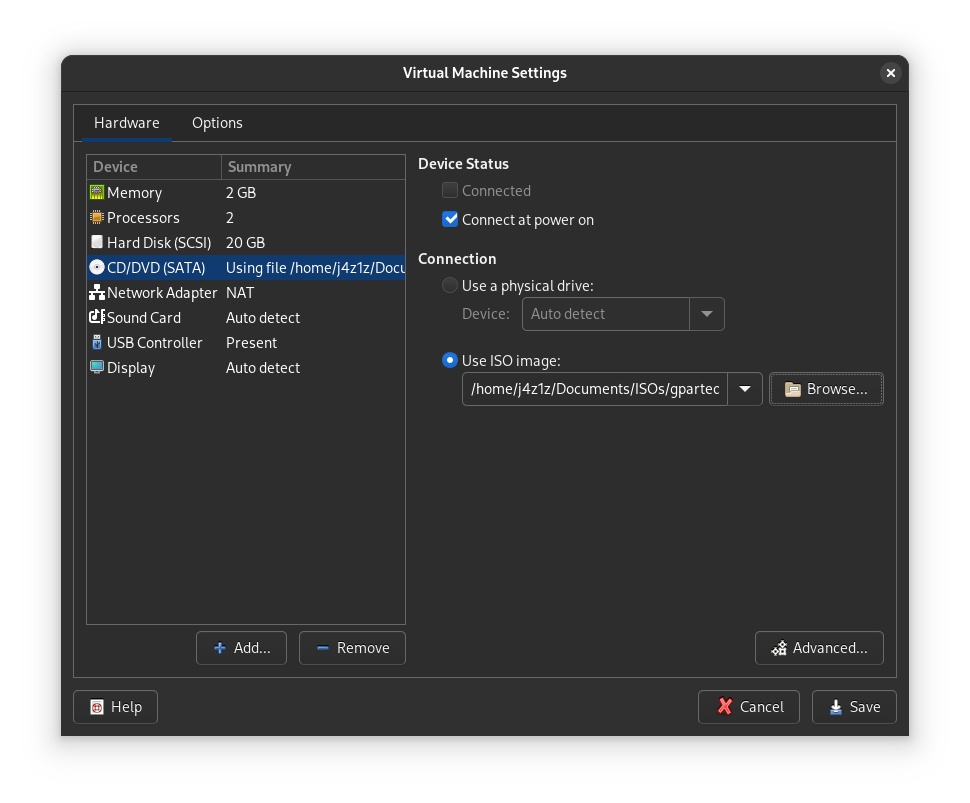 Virtual Machine Settings
Hardware Options
Device Summary
Memory 2 GB
Processors 2
Hard Disk (SCSI) 20 GB
CD/DVD (SATA) Using file /home/j4z1z/Docu
Network Adapter NAT
Sound Card Auto detect
USB Controller Present
Display Auto detect
Add... Remove
Device Status
Connected
Connect at power on
Connection
Use a physical drive:
Device: Auto detect
Use ISO image:
/home/j4z1z/Documents/ISOs/gpartec Browse...
Advanced...
Help Cancel Save